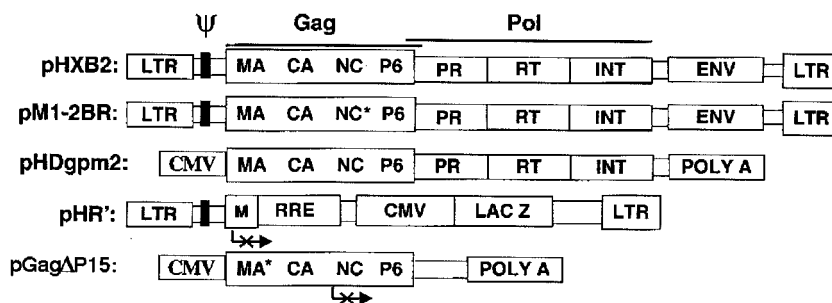 Ψ Gag Pol
pHXB2: LTR MA CA NC P6 PR RT INT ENV LTR
pM1-2BR: LTR MA CA NC* P6 PR RT INT ENV LTR
pHDgpm2: CMV MA CA NC P6 PR RT INT POLY A
pHR': LTR M RRE CMV LAC Z LTR
pGagΔP15: CMV MA* CA NC P6 POLY A